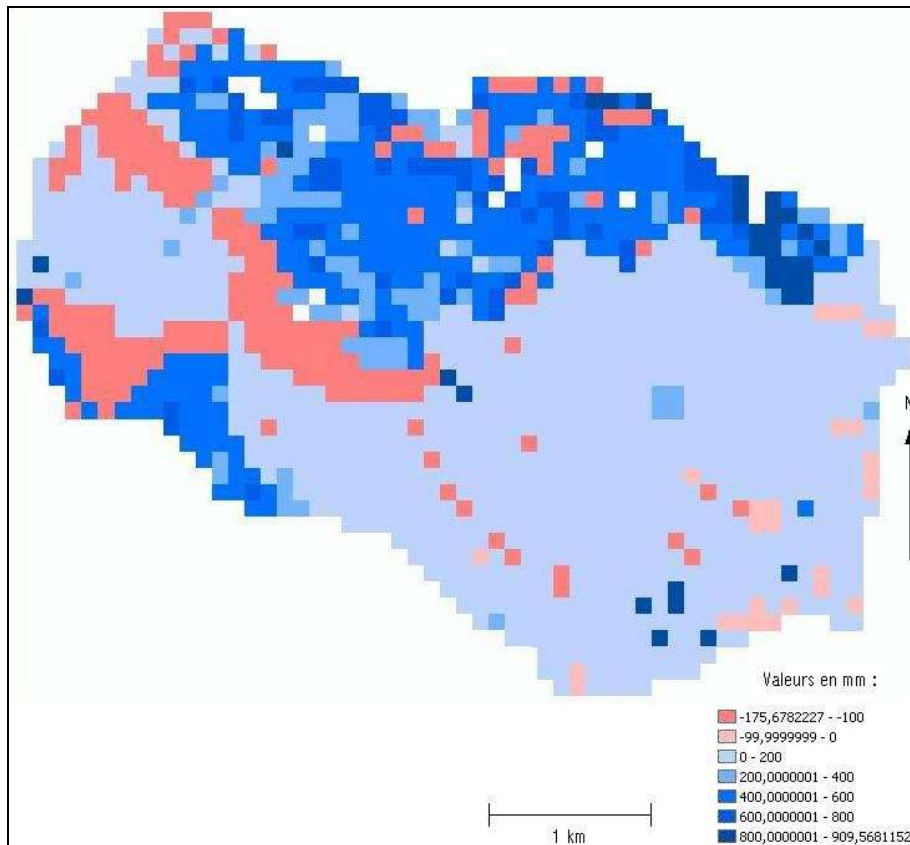 N
Valeurs en mm :
-175,6782227 - -100
-99,9999999 - 0
0 - 200
200,0000001 - 400
400,0000001 - 600
600,0000001 - 800
800,0000001 - 909,5681152
1 km